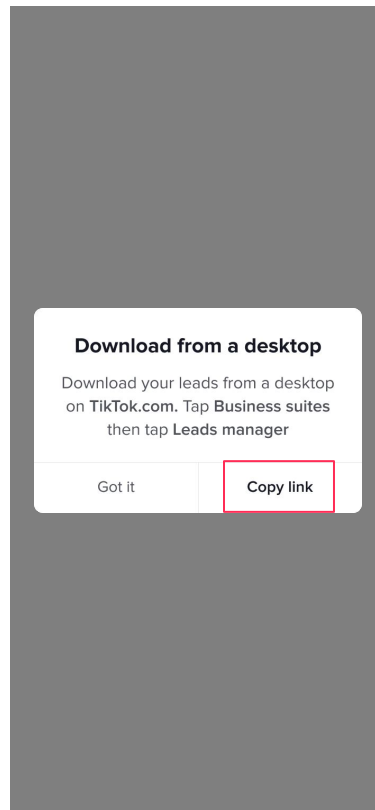 Download from a desktop
Download your leads from a desktop
on TikTok.com. Tap Business suites
then tap Leads manager
Got it
Copy link